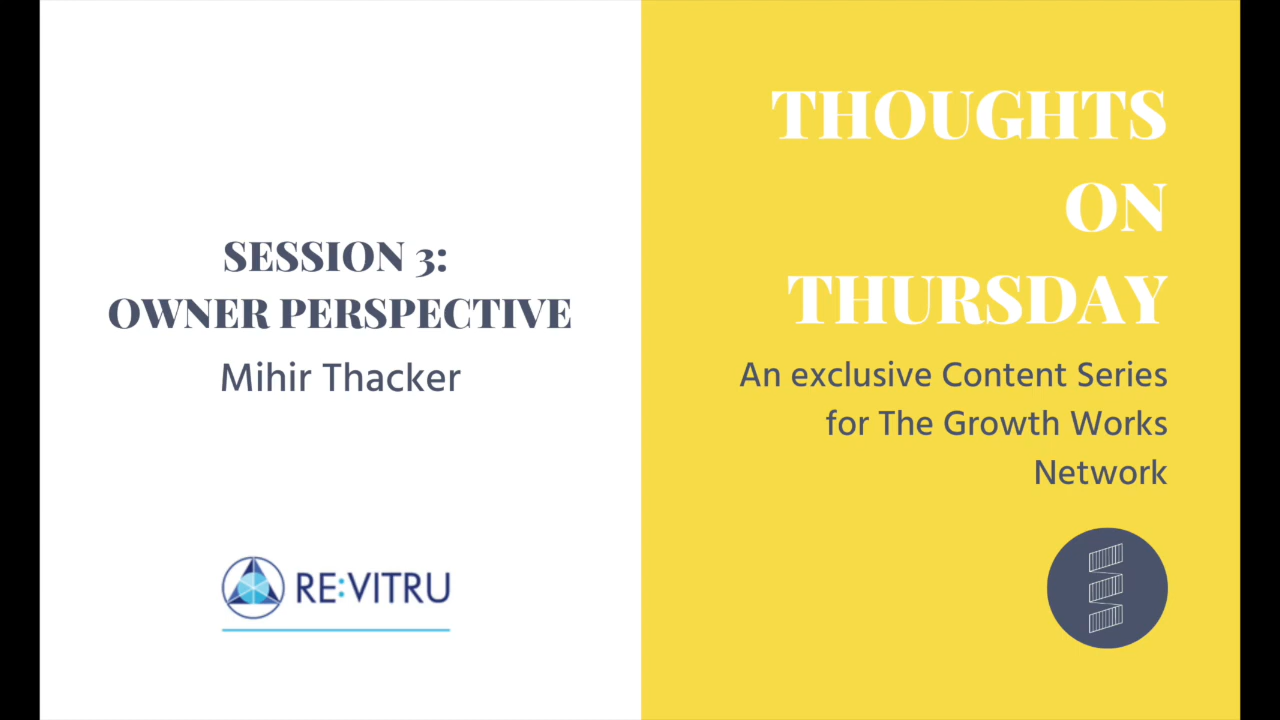 SESSION 3:
OWNER PERSPECTIVE
Mihir Thacker
RE:VITRU
THOUGHTS
ON
THURSDAY
An exclusive Content Series
for The Growth Works
Network